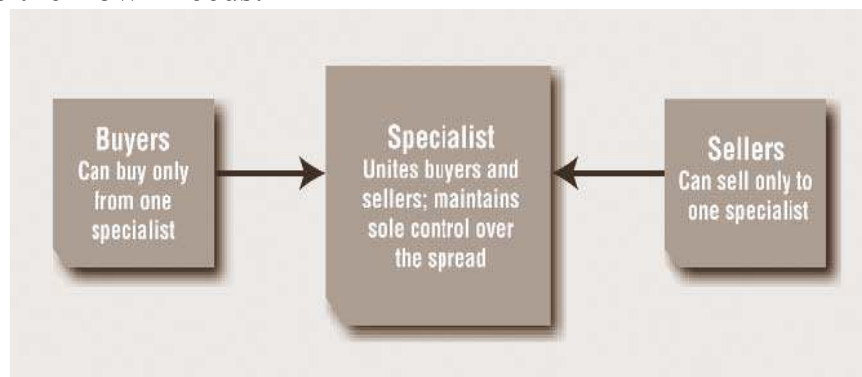 Buyers
Can buy only
from one
specialist
Specialist
Unites buyers and
sellers; maintains
sole control over
the spread
Sellers
Can sell only to
one specialist